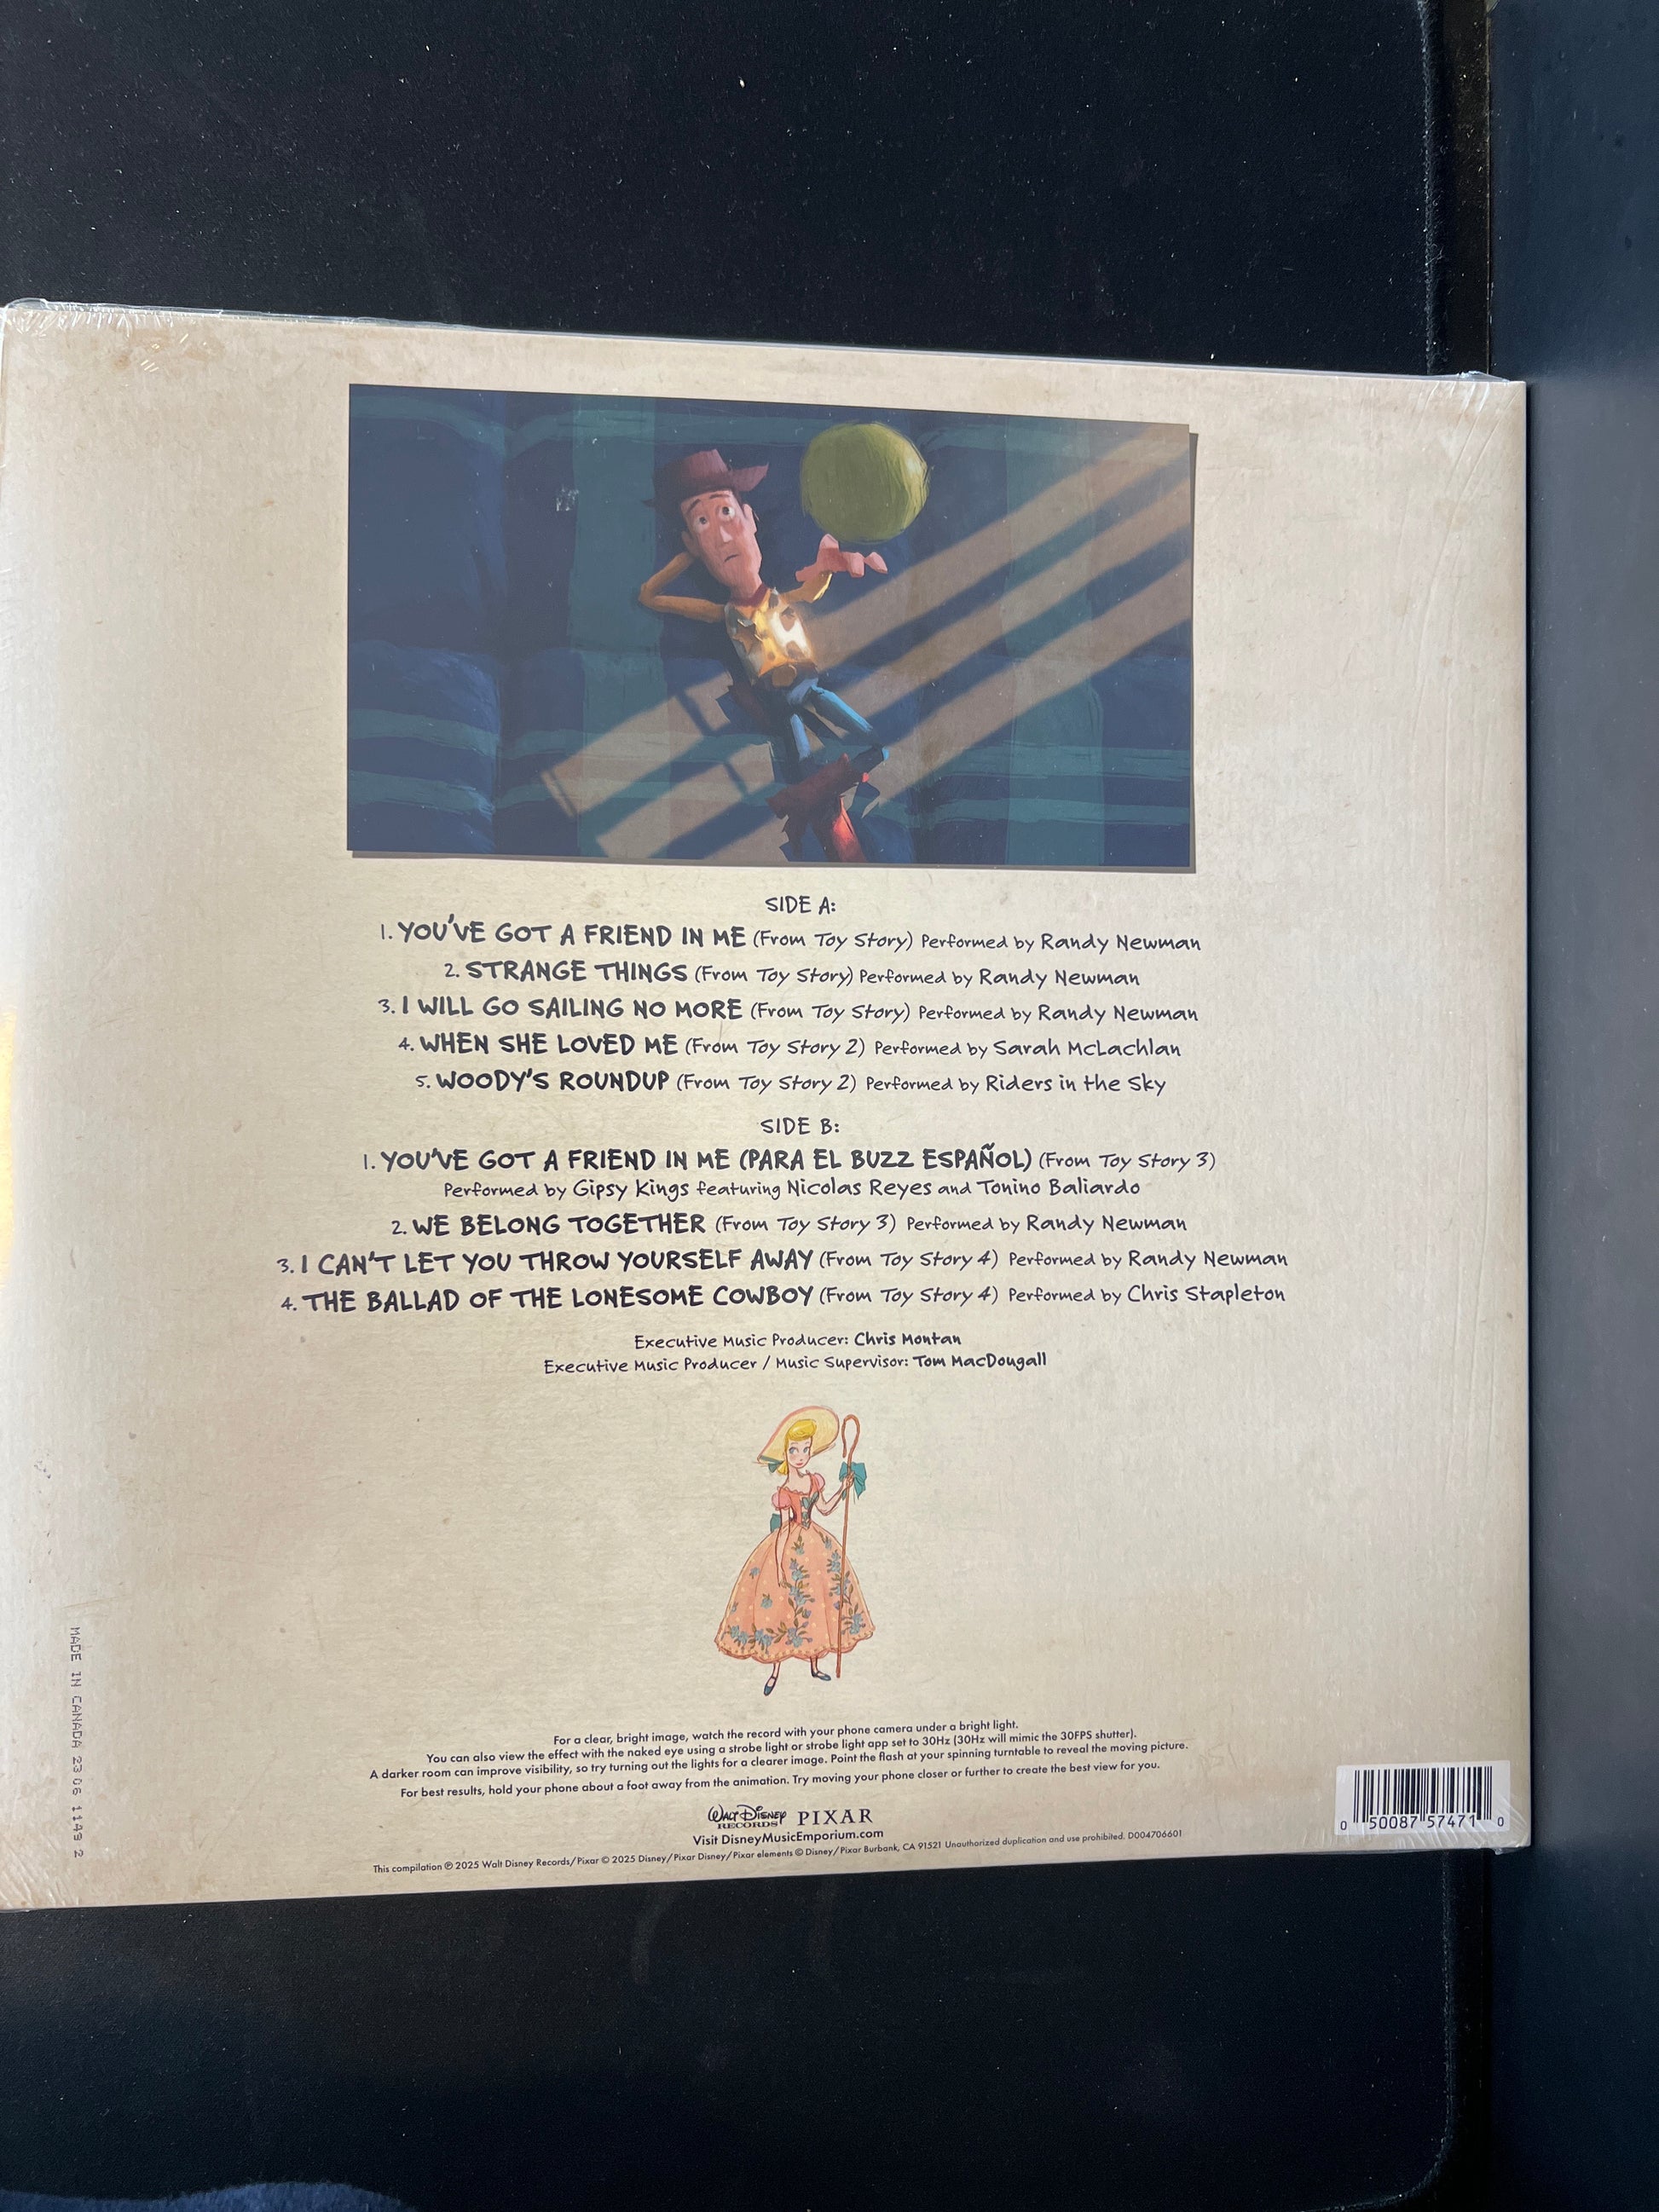 SIDE A:
1. YOU'VE GOT A FRIEND IN ME (From Toy Story) Performed by Randy Newman
2. STRANGE THINGS (From Toy Story) Performed by Randy Newman
3. I WILL GO SAILING NO MORE (From Toy Story) Performed by Randy Newman
4. WHEN SHE LOVED ME (From Toy Story 2) Performed by Sarah McLachlan
5. WOODY'S ROUNDUP (From Toy Story 2) Performed by Riders in the Sky
SIDE B:
1. YOU'VE GOT A FRIEND IN ME (PARA EL BUZZ ESPAÑOL) (From Toy Story 3)
Performed by Gipsy Kings featuring Nicolas Reyes and Tonino Baliardo
2. WE BELONG TOGETHER (From Toy Story 3) Performed by Randy Newman
3. I CAN'T LET YOU THROW YOURSELF AWAY (From Toy Story 4) Performed by Randy Newman
4. THE BALLAD OF THE LONESOME COWBOY (From Toy Story 4) Performed by Chris Stapleton
Executive Music Producer: Chris Montan
Executive Music Producer / Music Supervisor: Tom MacDougall
For a clear, bright image, watch the record with your phone camera under a bright light.
You can also view the effect with the naked eye using a strobe light or strobe light app set to 30Hz (30Hz will mimic the 30FPS shutter).
A darker room can improve visibility, so try turning out the lights for a clearer image. Point the flash at your spinning turntable to reveal the moving picture.
For best results, hold your phone about a foot away from the animation. Try moving your phone closer or further to create the best view for you.
WALT DISNEY RECORDS PIXAR
Visit DisneyMusicEmporium.com
This compilation ℗ 2025 Walt Disney Records/Pixar © 2025 Disney/Pixar Disney/Pixar elements © Disney/Pixar Burbank, CA 91521 Unauthorized duplication and use prohibited. D004706601
0 50087 57471 0
MADE IN CANADA 23 06 11A9 2